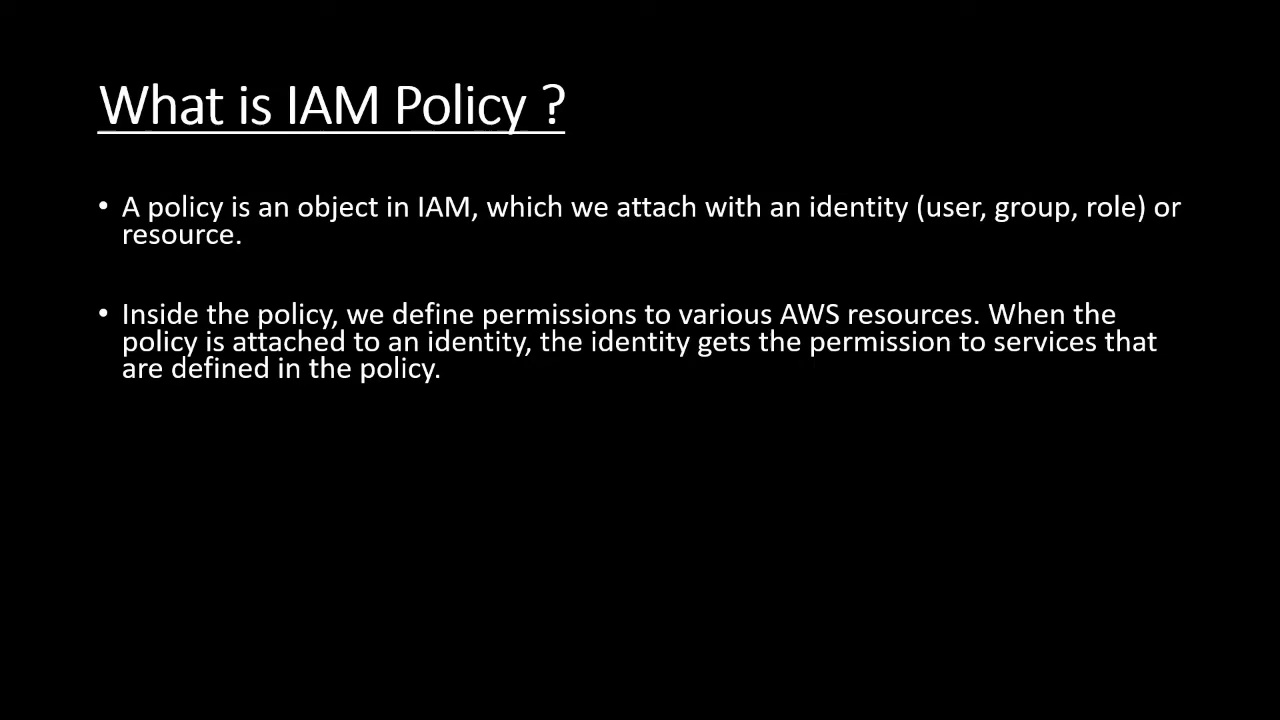 What is IAM Policy ?
• A policy is an object in IAM, which we attach with an identity (user, group, role) or
resource.
• Inside the policy, we define permissions to various AWS resources. When the
policy is attached to an identity, the identity gets the permission to services that
are defined in the policy.